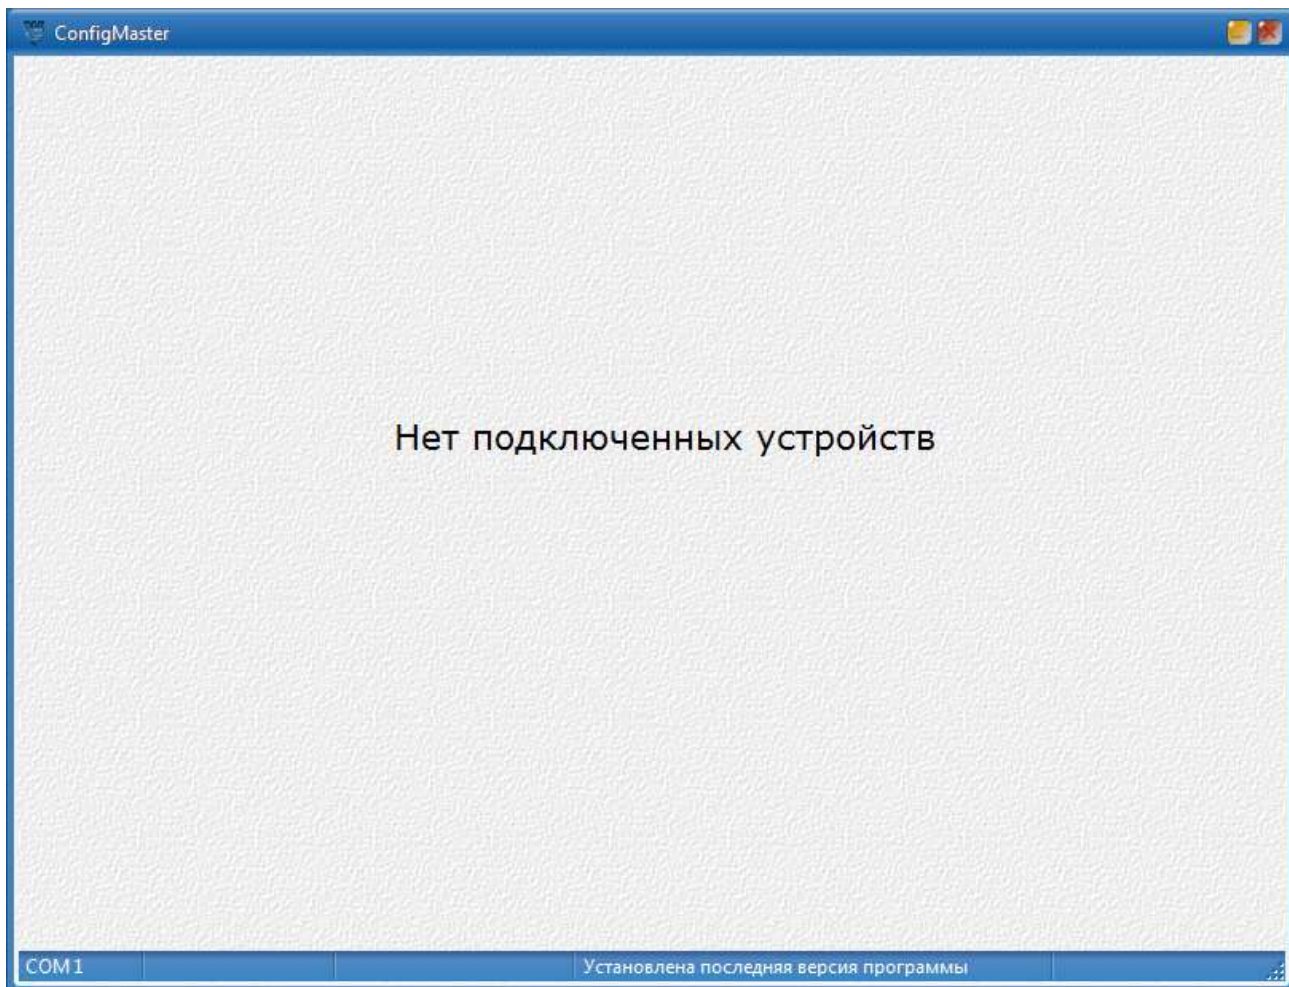 ConfigMaster
Нет подключенных устройств
COM1
Установлена последняя версия программы